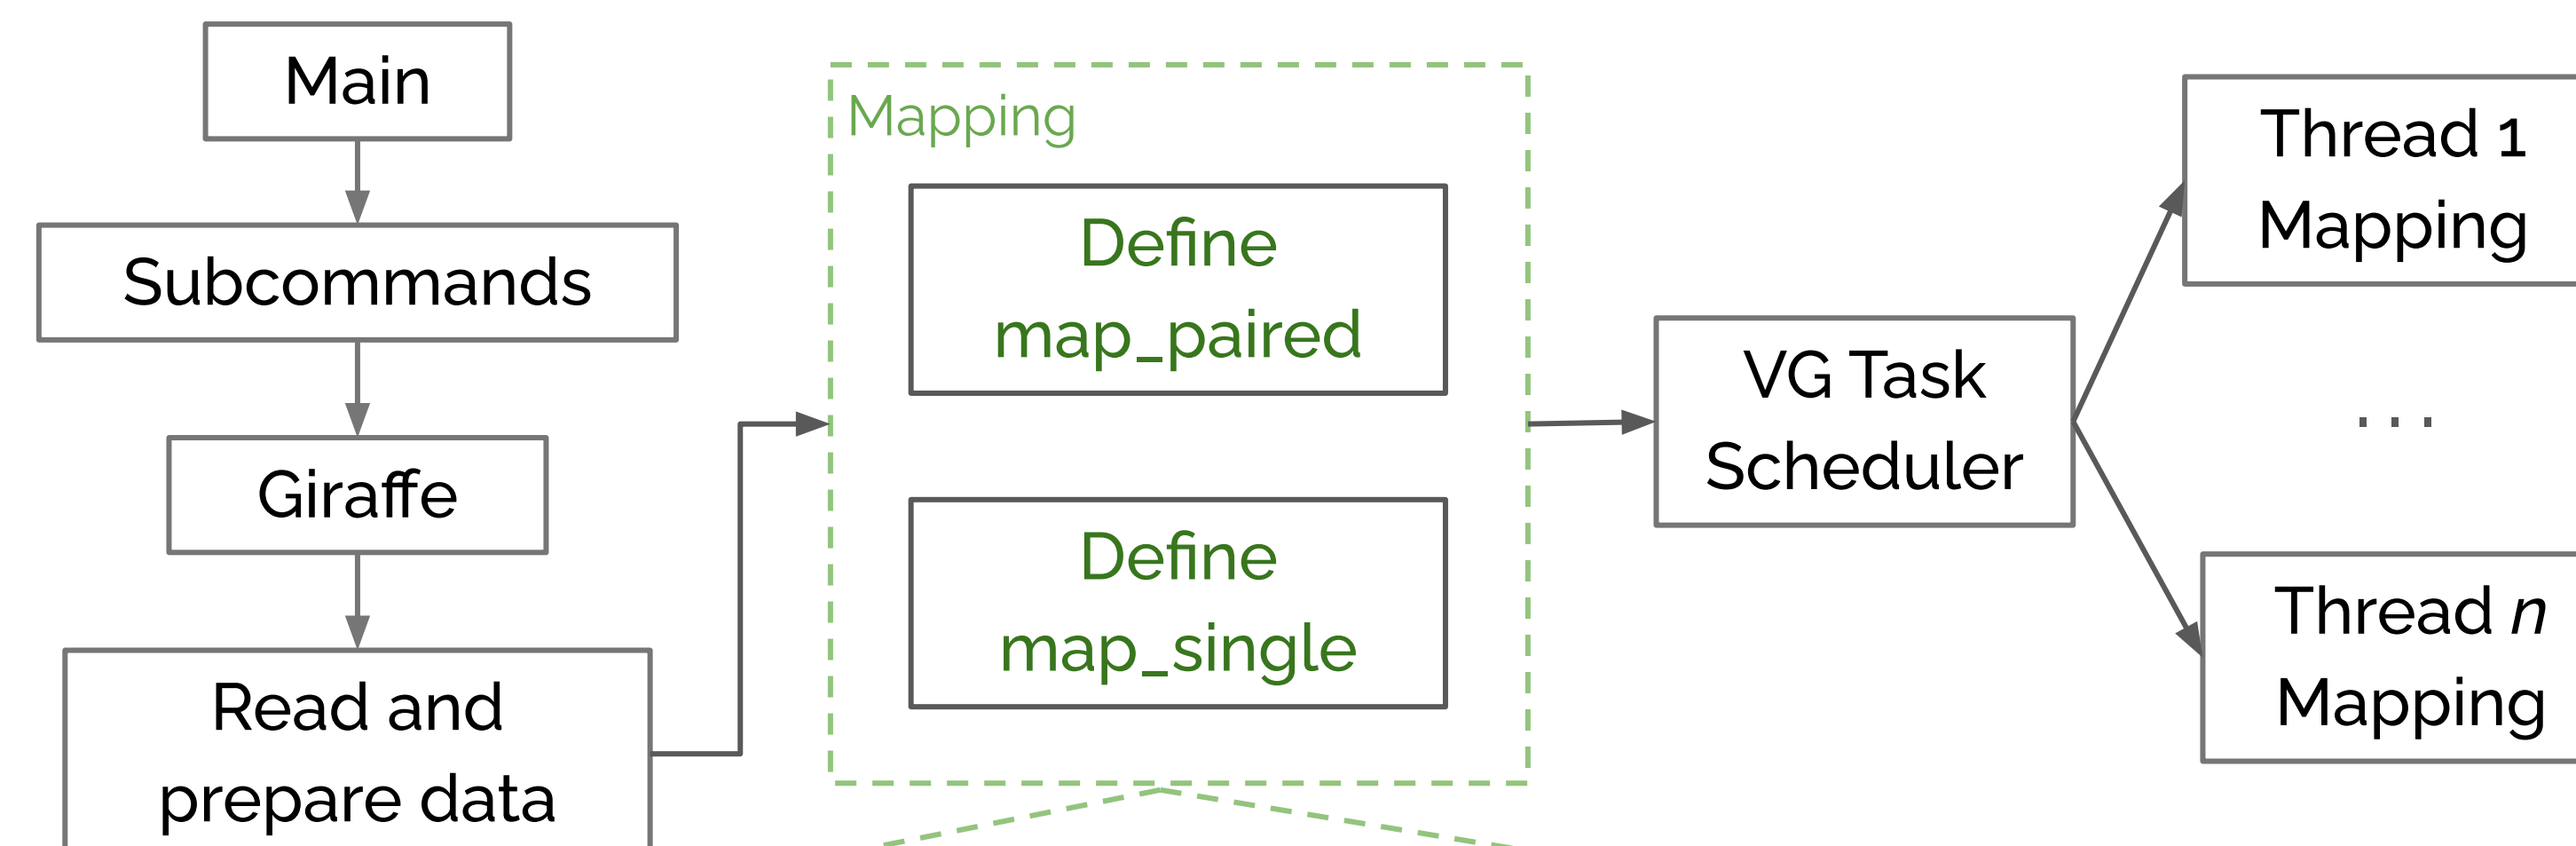 Main
Subcommands
Giraffe
Read and
prepare data
Mapping
Define
map_paired
Define
map_single
VG Task
Scheduler
Thread 1
Mapping
...
Thread n
Mapping